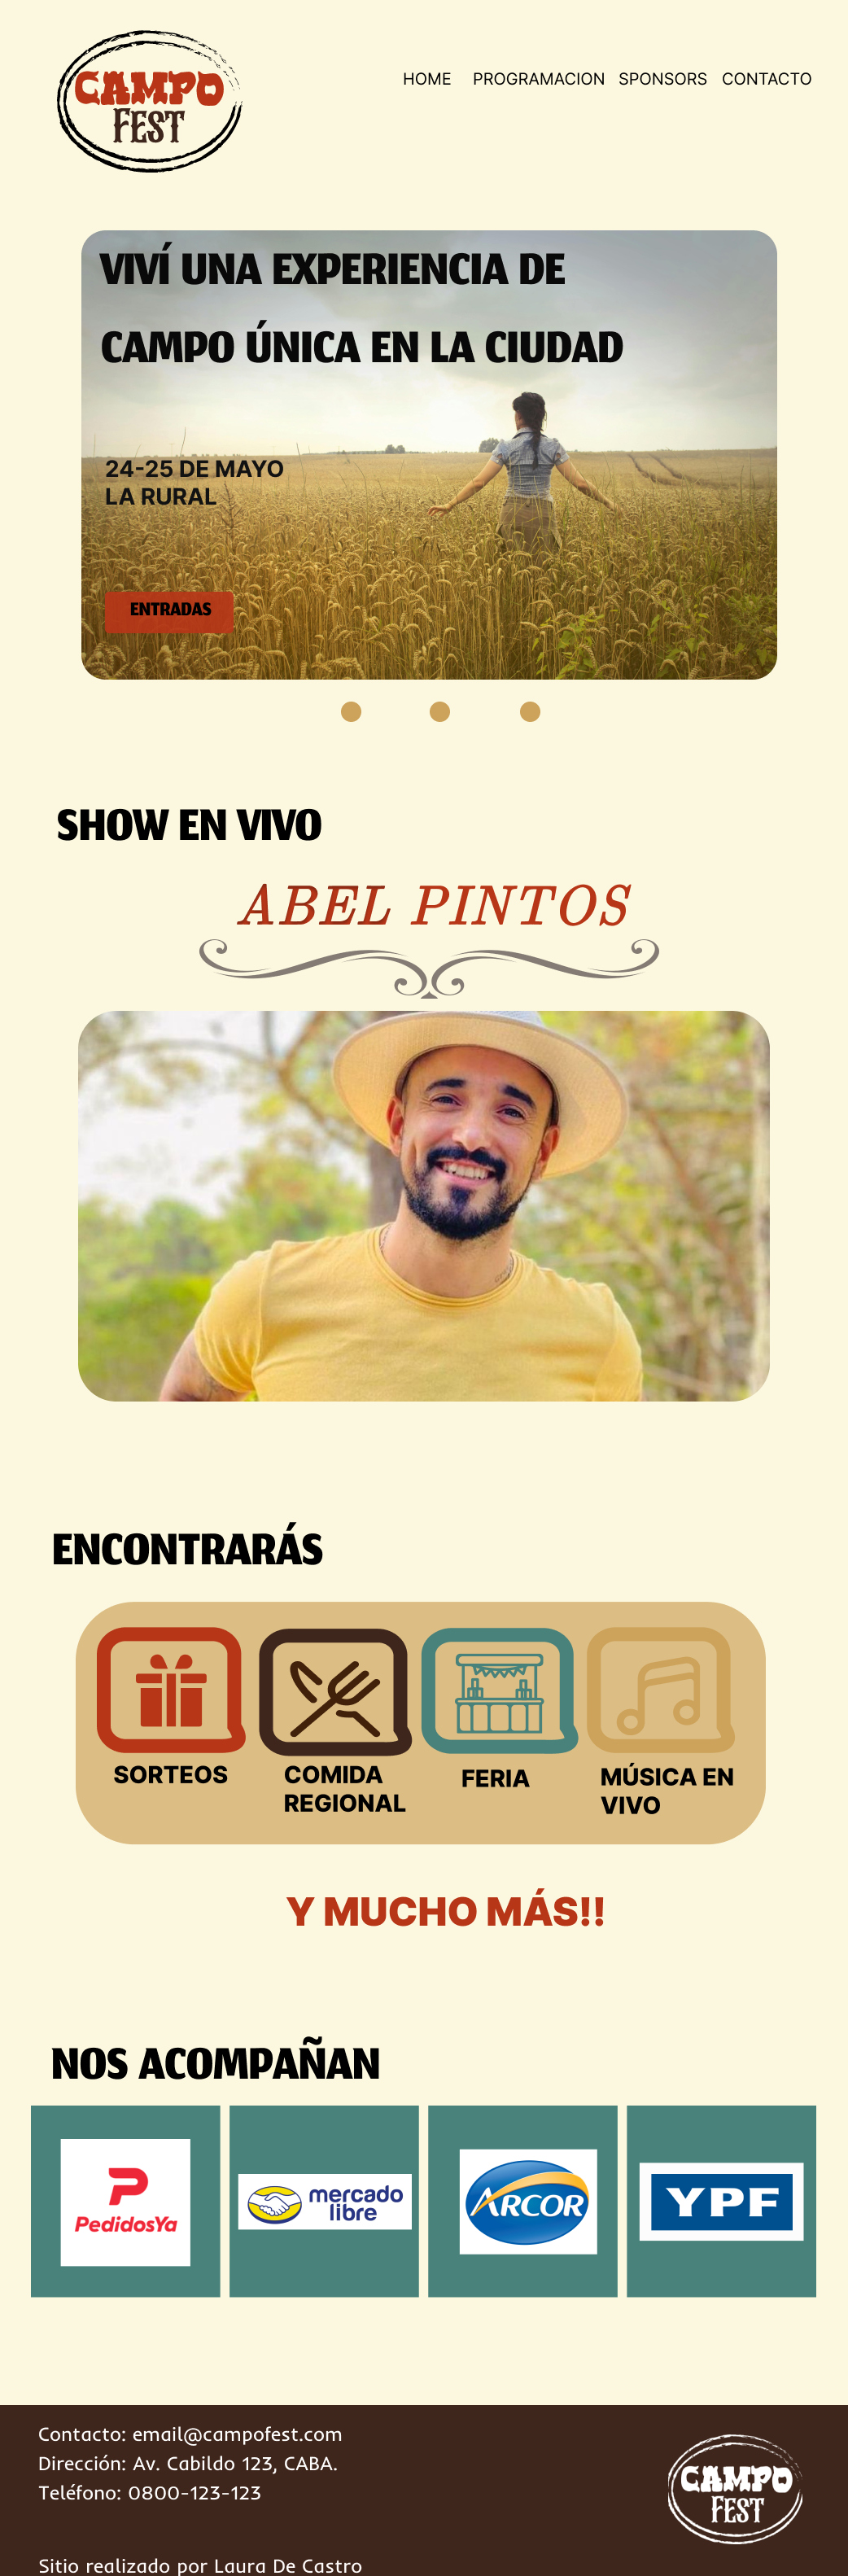 CAMPO
FEST
HOME PROGRAMACION SPONSORS CONTACTO
VIVÍ UNA EXPERIENCIA DE
CAMPO ÚNICA EN LA CIUDAD
24-25 DE MAYO
LA RURAL
ENTRADAS
SHOW EN VIVO
ABEL PINTOS
ENCONTRARÁS
SORTEOS
COMIDA
REGIONAL
FERIA
MÚSICA EN
VIVO
Y MUCHO MÁS!!
NOS ACOMPAÑAN
PedidosYa
mercado
libre
ARCOR
YPF
Contacto: email@campofest.com
Dirección: Av. Cabildo 123, CABA.
Teléfono: 0800-123-123
CAMPO
FEST
Sitio realizado por Laura De Castro